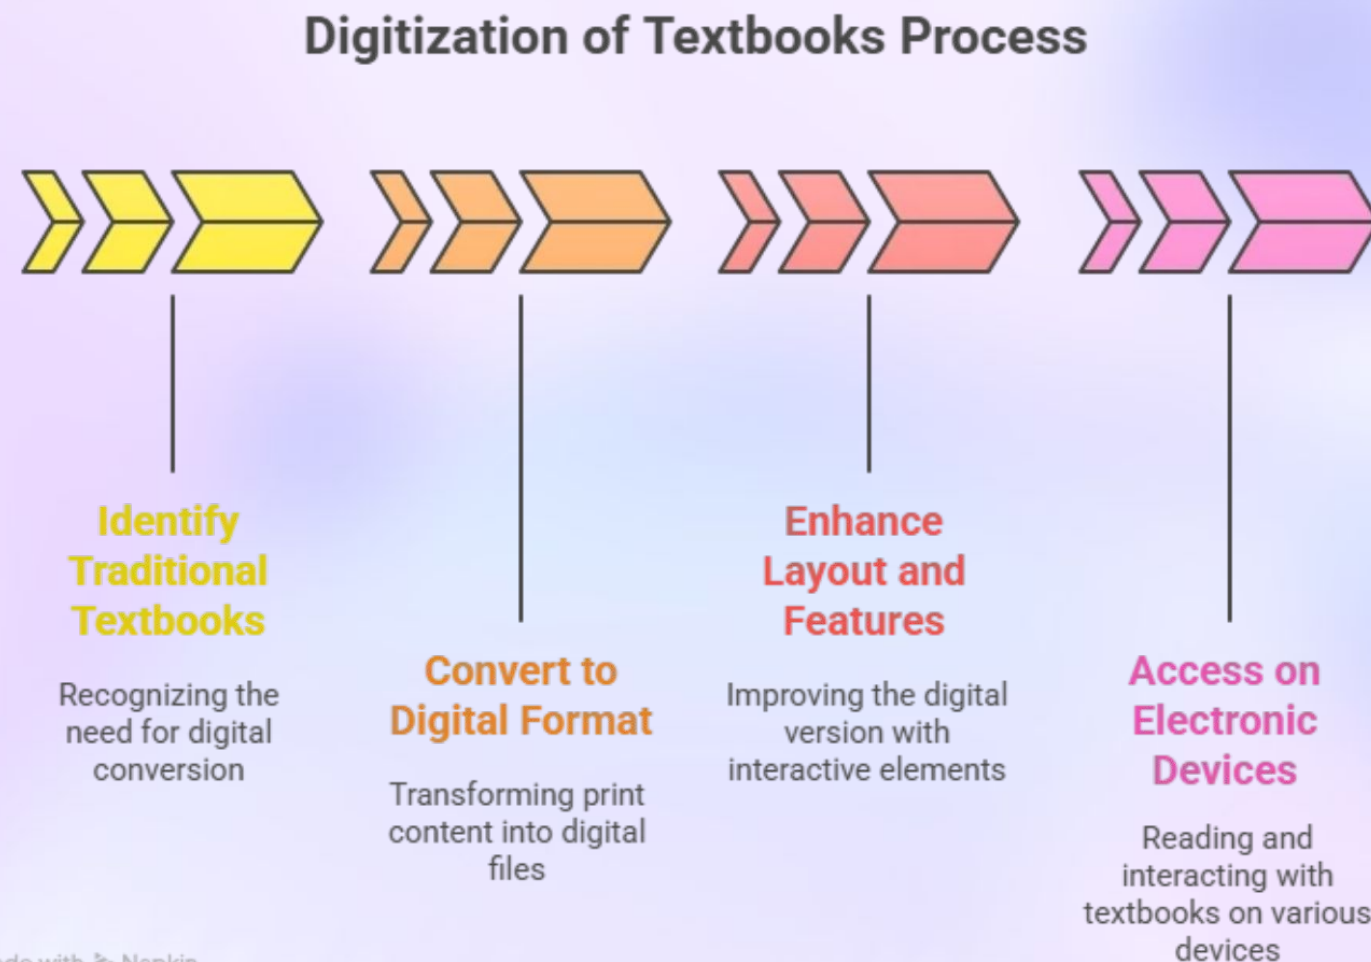 Digitization of Textbooks Process
Identify
Traditional
Textbooks
Recognizing the
need for digital
conversion
Convert to
Digital Format
Transforming print
content into digital
files
Enhance
Layout and
Features
Improving the digital
version with
interactive elements
Access on
Electronic
Devices
Reading and
interacting with
textbooks on various
devices
with Napkin